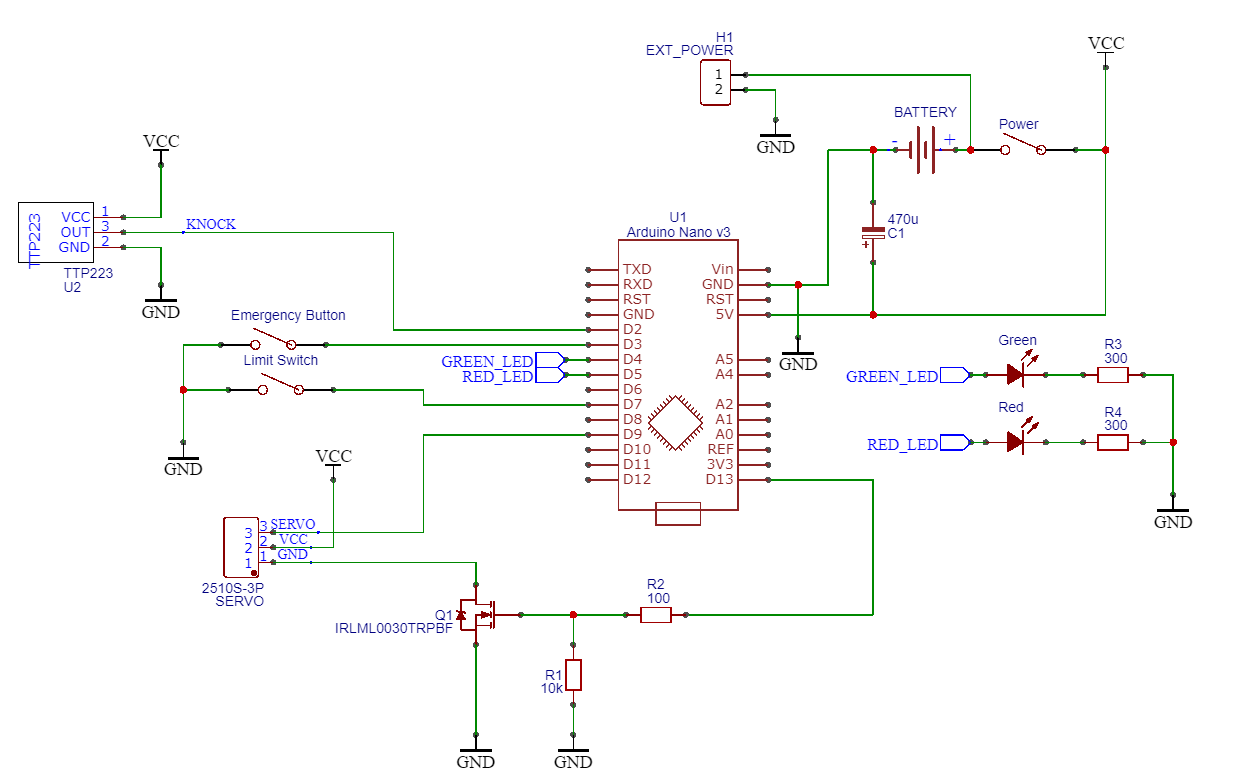 H1
EXT_POWER
1
2
GND
VCC
BATTERY
- +
Power
470u
C1
+
VCC
TTP223
VCC 1
OUT 3
GND 2
TTP223
U2
KNOCK
GND
Emergency Button
Limit Switch
GND
GREEN_LED
RED_LED
U1
Arduino Nano v3
TXD
RXD
RST
GND
D2
D3
D4
D5
D6
D7
D8
D9
D10
D11
D12
Vin
GND
RST
5V
A5
A4
A2
A1
A0
REF
3V3
D13
GND
Green
R3
300
GREEN_LED
Red
R4
300
RED_LED
GND
VCC
3 3 SERVO
2 2 VCC
1 1 GND
2510S-3P
SERVO
Q1
IRLML0030TRPBF
R2
100
R1
10k
GND
GND